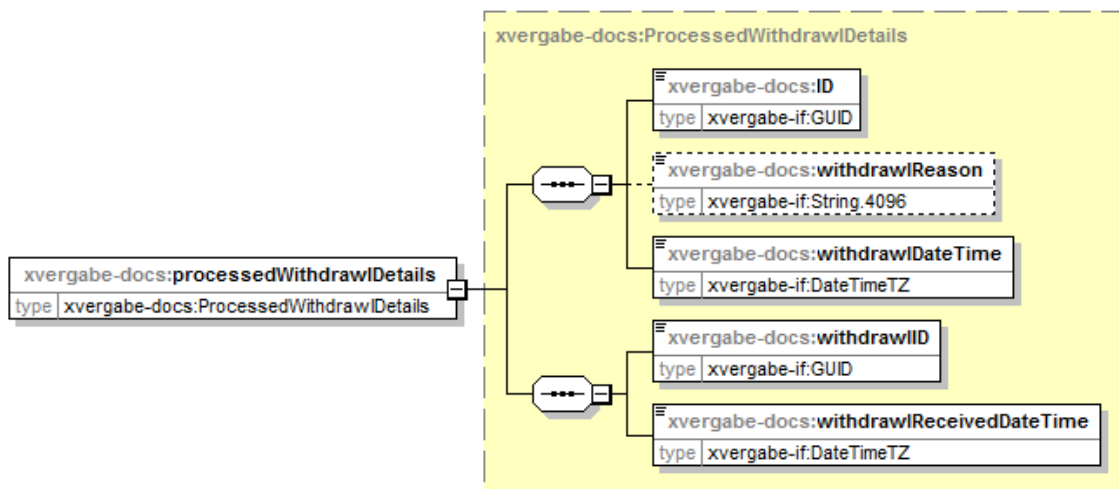 xvergabe-docs:ProcessedWithdrawlDetails
xvergabe-docs:ID
type xvergabe-if:GUID
xvergabe-docs:withdrawlReason
type xvergabe-if:String.4096
xvergabe-docs:withdrawlDateTime
type xvergabe-if:DateTimeTZ
xvergabe-docs:processedWithdrawlDetails
type xvergabe-docs:ProcessedWithdrawlDetails
xvergabe-docs:withdrawlID
type xvergabe-if:GUID
xvergabe-docs:withdrawlReceivedDateTime
type xvergabe-if:DateTimeTZ